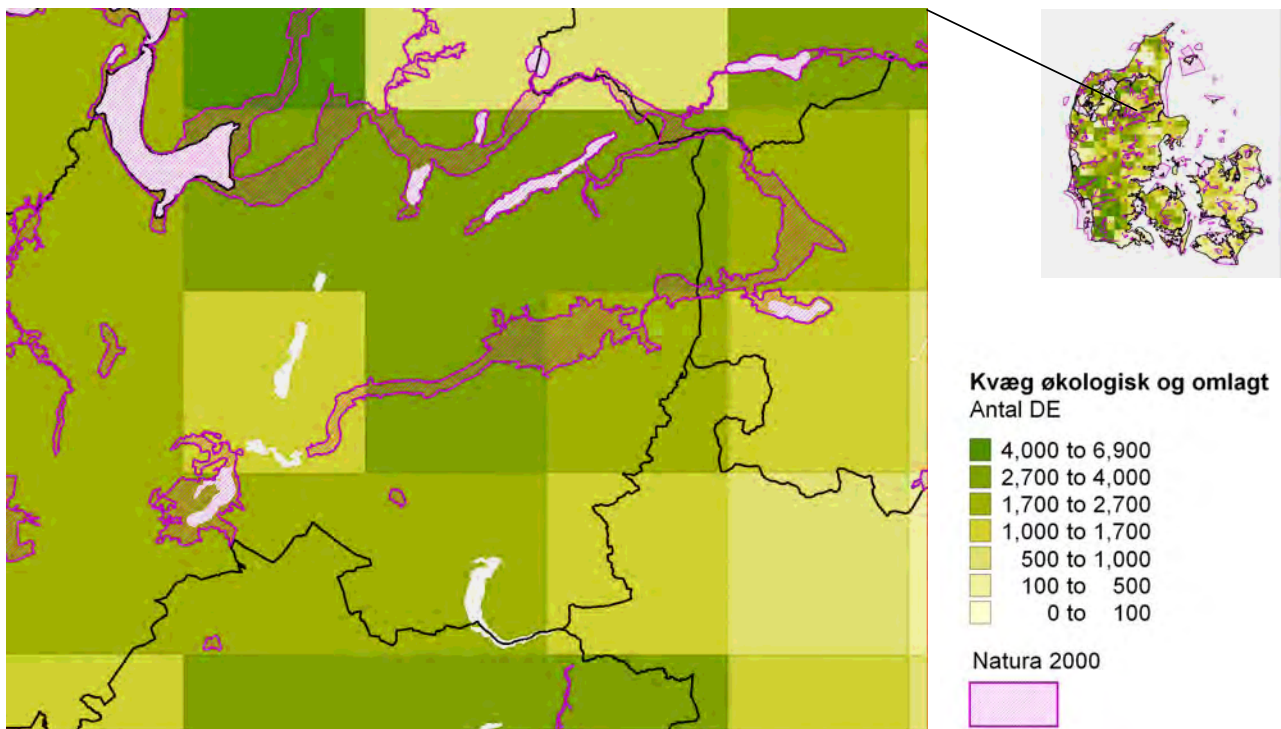 Kvæg økologisk og omlagt
Antal DE
4,000 to 6,900
2,700 to 4,000
1,700 to 2,700
1,000 to 1,700
500 to 1,000
100 to 500
0 to 100
Natura 2000